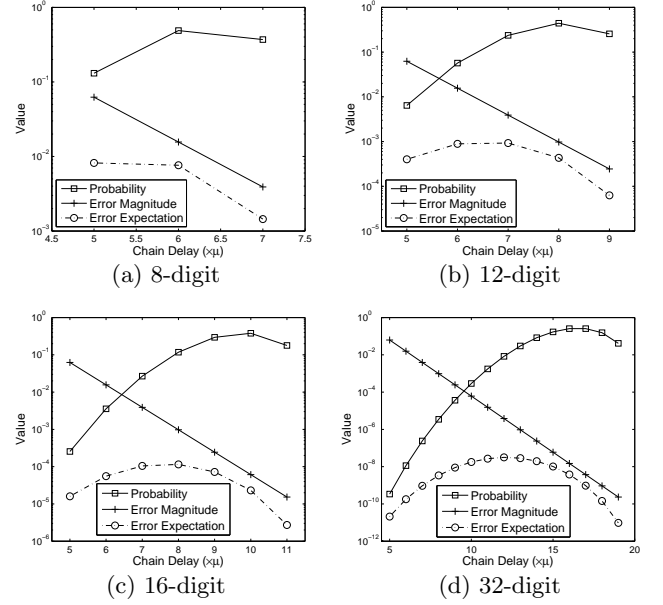 10^0
10^-1
10^-2
10^-3
Value
Probability
Error Magnitude
Error Expectation
4.5 5 5.5 6 6.5 7 7.5
Chain Delay (×μ)
(a) 8-digit
10^0
10^-1
10^-2
10^-3
10^-4
10^-5
Value
Probability
Error Magnitude
Error Expectation
5 6 7 8 9
Chain Delay (×μ)
(b) 12-digit
10^0
10^-1
10^-2
10^-3
10^-4
10^-5
10^-6
Value
Probability
Error Magnitude
Error Expectation
5 6 7 8 9 10 11
Chain Delay (×μ)
(c) 16-digit
10^0
10^-2
10^-4
10^-6
10^-8
10^-10
10^-12
Value
Probability
Error Magnitude
Error Expectation
5 10 15 20
Chain Delay (×μ)
(d) 32-digit